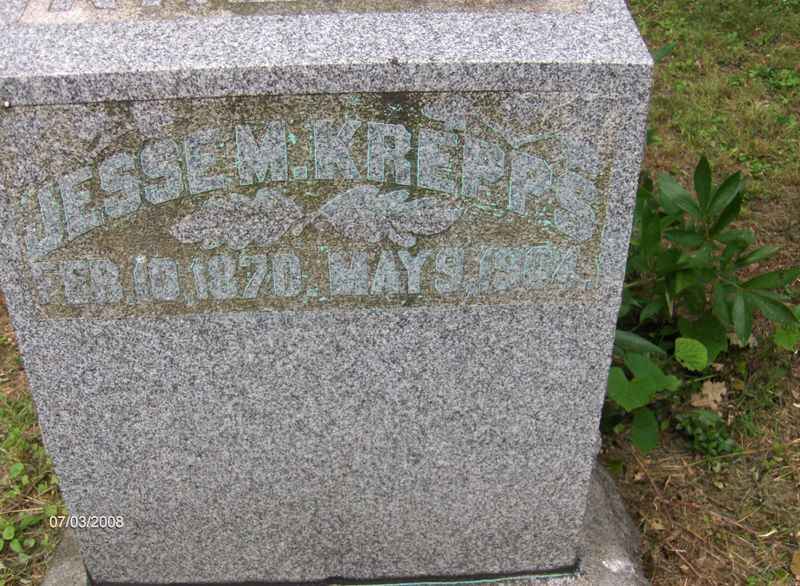 JESSE M. KREPPS
FEB. 10, 1870. MAY 9, 1904.
07/03/2008